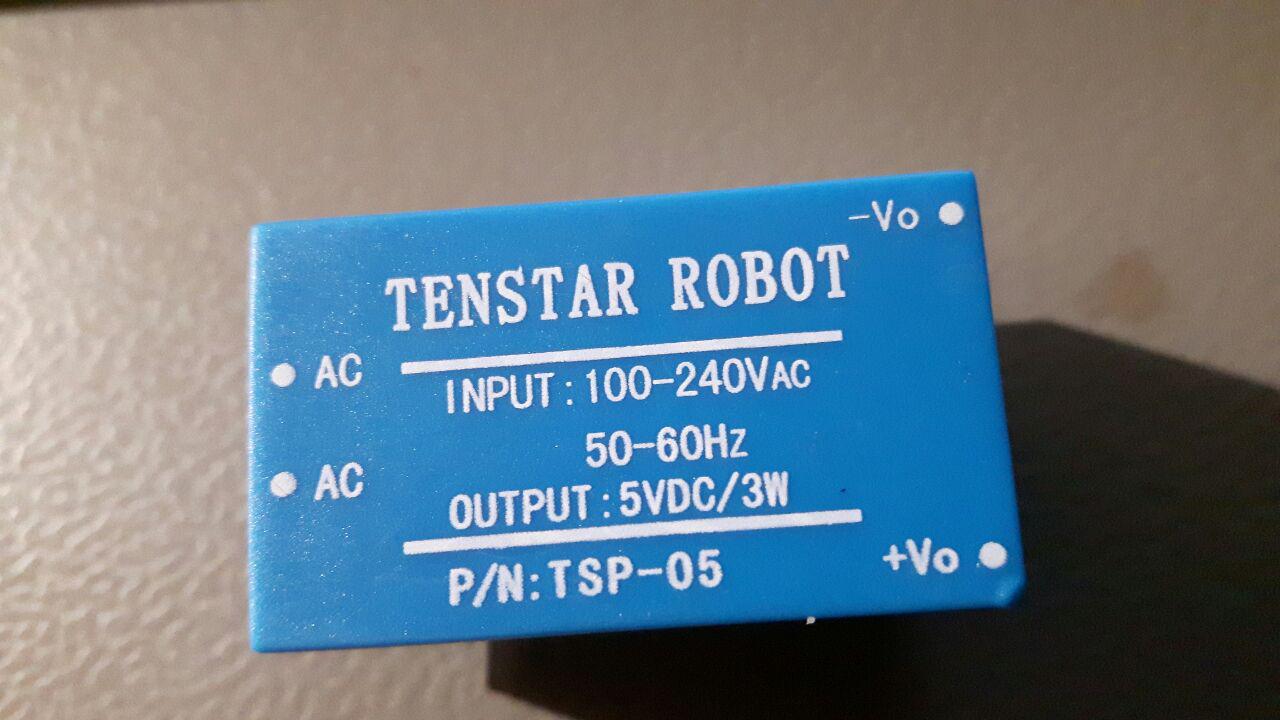 -Vo
TENSTAR ROBOT
AC
INPUT:100-240VAC
50-60Hz
AC
OUTPUT:5VDC/3W
+Vo
P/N:TSP-05